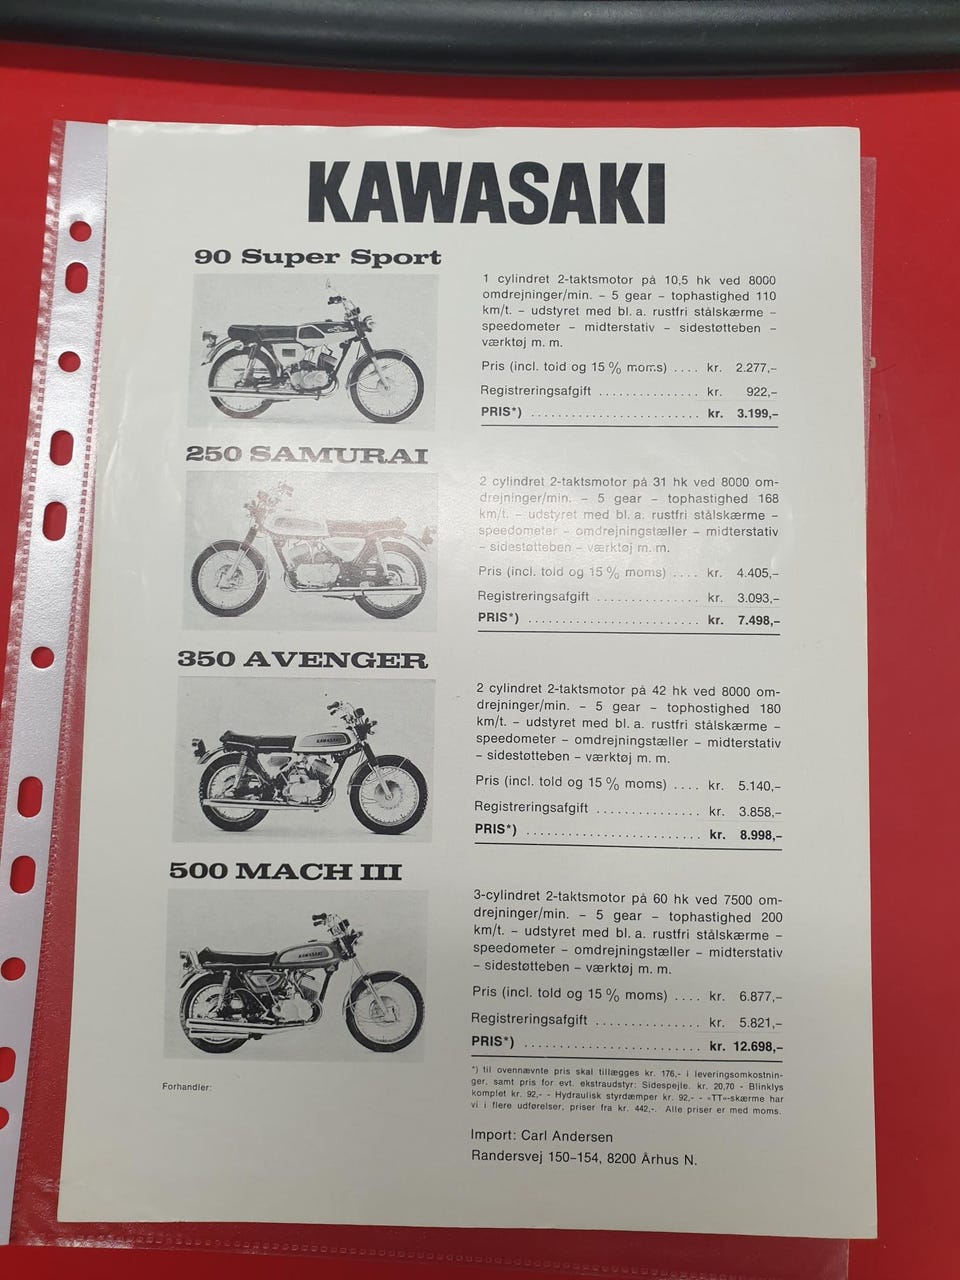 KAWASAKI
90 Super Sport
1 cylindret 2-taktsmotor på 10,5 hk ved 8000
omdrejninger/min. – 5 gear – tophastighed 110
km/t. – udstyret med bl. a. rustfri stålskærme –
speedometer – midterstativ – sidestøtteben –
værktøj m. m.
Pris (incl. told og 15 % moms) .... kr. 2.277,–
Registreringsafgift ............... kr. 922,–
PRIS*) ......................... kr. 3.199,–
250 SAMURAI
2 cylindret 2-taktsmotor på 31 hk ved 8000 om-
drejninger/min. – 5 gear – tophastighed 168
km/t. – udstyret med bl. a. rustfri stålskærme –
speedometer – omdrejningstæller – midterstativ
– sidestøtteben – værktøj m. m.
Pris (incl. told og 15 % moms) .... kr. 4.405,–
Registreringsafgift ............... kr. 3.093,–
PRIS*) ......................... kr. 7.498,–
350 AVENGER
KAWASAKI
2 cylindret 2-taktsmotor på 42 hk ved 8000 om-
drejninger/min. – 5 gear – tophostighed 180
km/t. – udstyret med bl. a. rustfri stålskærme –
speedometer – omdrejningstæller – midterstativ
– sidestøtteben – værktøj m. m.
Pris (incl. told og 15 % moms) .... kr. 5.140,–
Registreringsafgift ............... kr. 3.858,–
PRIS*) ......................... kr. 8.998,–
500 MACH III
KAWASAKI
3-cylindret 2-taktsmotor på 60 hk ved 7500 om-
drejninger/min. – 5 gear – tophastighed 200
km/t. – udstyret med bl. a. rustfri stålskærme –
speedometer – omdrejningstæller – midterstativ
– sidestøtteben – værktøj m. m.
Pris (incl. told og 15 % moms) .... kr. 6.877,–
Registreringsafgift ............... kr. 5.821,–
PRIS*) ......................... kr. 12.698,–
*) til ovennævnte pris skal tillægges kr. 176,- i leveringsomkostnin-
ger, samt pris for evt. ekstraudstyr: Sidespejle. kr. 20,70 - Blinklys
komplet kr. 92,- - Hydraulisk styrdæmper kr. 92,- - »TT«-skærme har
vi i flere udførelser, priser fra kr. 442,-. Alle priser er med moms.
Forhandler:
Import: Carl Andersen
Randersvej 150–154, 8200 Århus N.